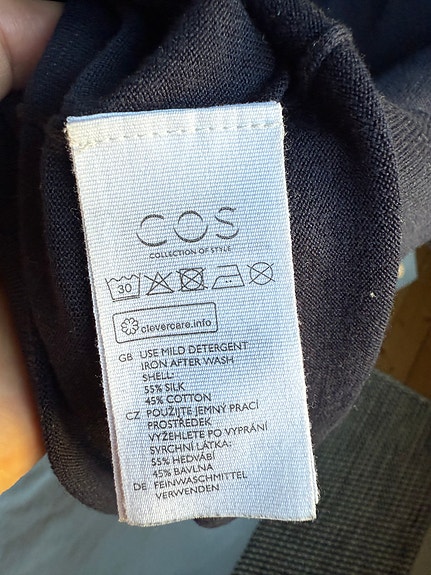 COS
COLLECTION OF STYLE
30
clevercare.info
GB USE MILD DETERGENT
IRON AFTER WASH
SHELL:
55% SILK
45% COTTON
CZ POUŽIJTE JEMNÝ PRACÍ
PROSTŘEDEK
VYŽEHLETE PO VYPRÁNÍ
SVRCHNÍ LÁTKA:
55% HEDVÁBÍ
45% BAVLNA
DE FEINWASCHMITTEL
VERWENDEN